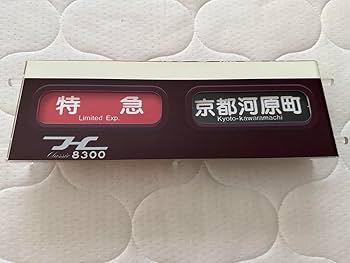 特急
Limited Exp.
京都河原町
Kyoto-kawaramachi
Classic 8300